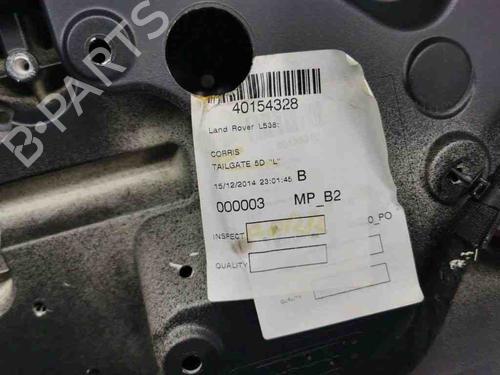 B-PARTS
40154328
Land Rover L538:
CORRIS
TAILGATE 5D "L"
15/12/2014 23:01:45 B
000003 MP_B2
INSPECT
0_PO
QUALITY
QUALITY